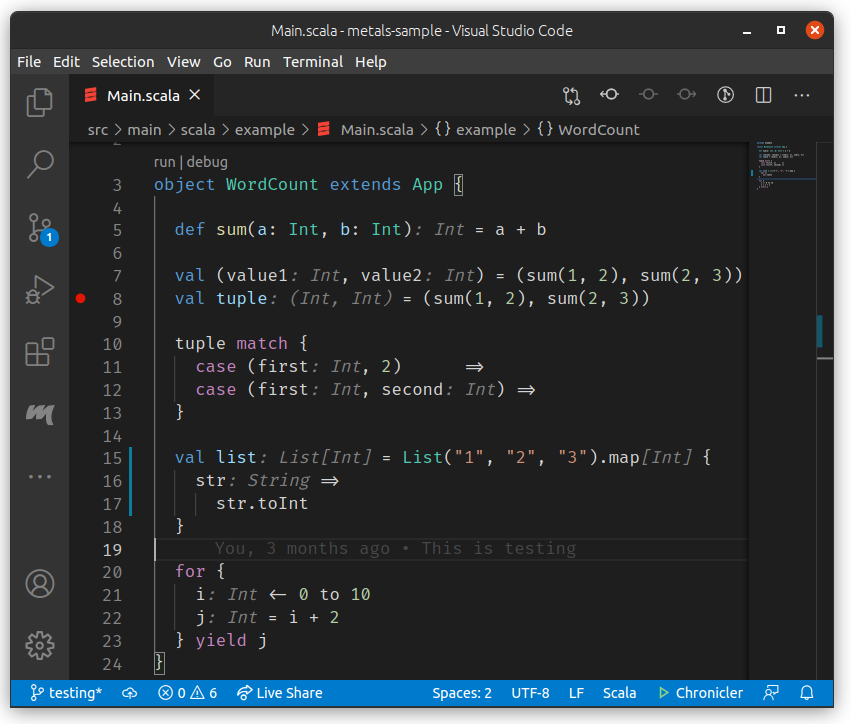 Main.scala - metals-sample - Visual Studio Code
File Edit Selection View Go Run Terminal Help
Main.scala
src > main > scala > example > Main.scala > {} example > {} WordCount
run | debug
3 object WordCount extends App {
4
5 def sum(a: Int, b: Int): Int = a + b
6
7 val (value1: Int, value2: Int) = (sum(1, 2), sum(2, 3))
8 val tuple: (Int, Int) = (sum(1, 2), sum(2, 3))
9
10 tuple match {
11 case (first: Int, 2) ⇒
12 case (first: Int, second: Int) ⇒
13 }
14
15 val list: List[Int] = List("1", "2", "3").map[Int] {
16 str: String ⇒
17 str.toInt
18 }
19 You, 3 months ago • This is testing
20 for {
21 i: Int ← 0 to 10
22 j: Int = i + 2
23 } yield j
24 }
1
testing* 0 6 Live Share Spaces: 2 UTF-8 LF Scala Chronicler